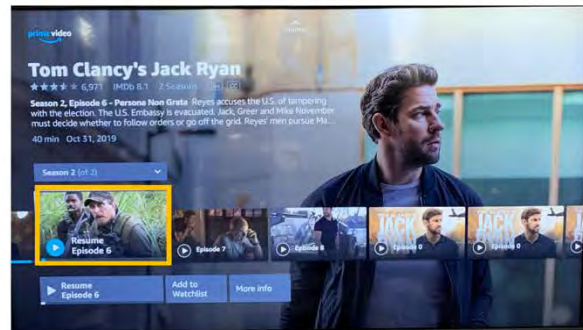 prime video
Tom Clancy's Jack Ryan
6,971 IMDb 8.1 2 Seasons CC
Season 2, Episode 6 - Persona Non Grata Reyes accuses the U.S. of tampering
with the election. The U.S. Embassy is evacuated. Jack, Greer and Mike November
must decide whether to follow orders or go off the grid. Reyes' men pursue Ma...
40 min Oct 31, 2019
Season 2 (of 2)
Resume
Episode 6
Episode 7
Episode 8
JACK
Episode 0
JACK
Episode 0
Resume
Episode 6
Add to
Watchlist
More info